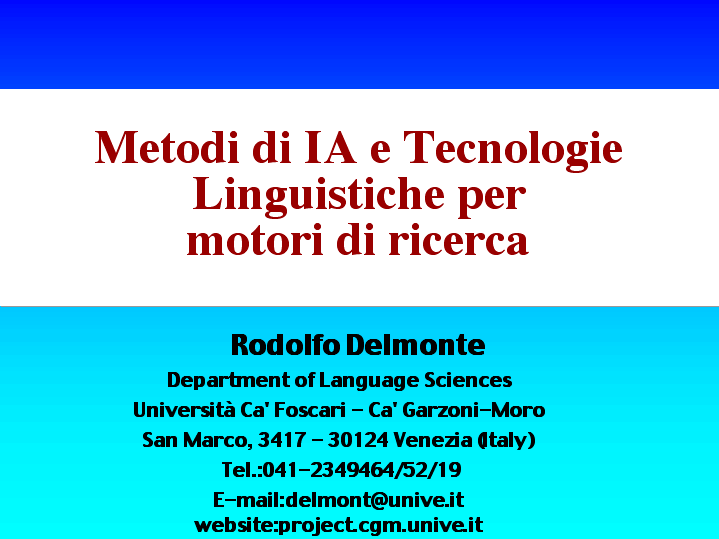 Metodi di IA e Tecnologie
Linguistiche per
motori di ricerca
Rodolfo Delmonte
Department of Language Sciences
Università Ca' Foscari - Ca' Garzoni-Moro
San Marco, 3417 - 30124 Venezia (Italy)
Tel.:041-2349464/52/19
E-mail:delmont@unive.it
website:project.cgm.unive.it